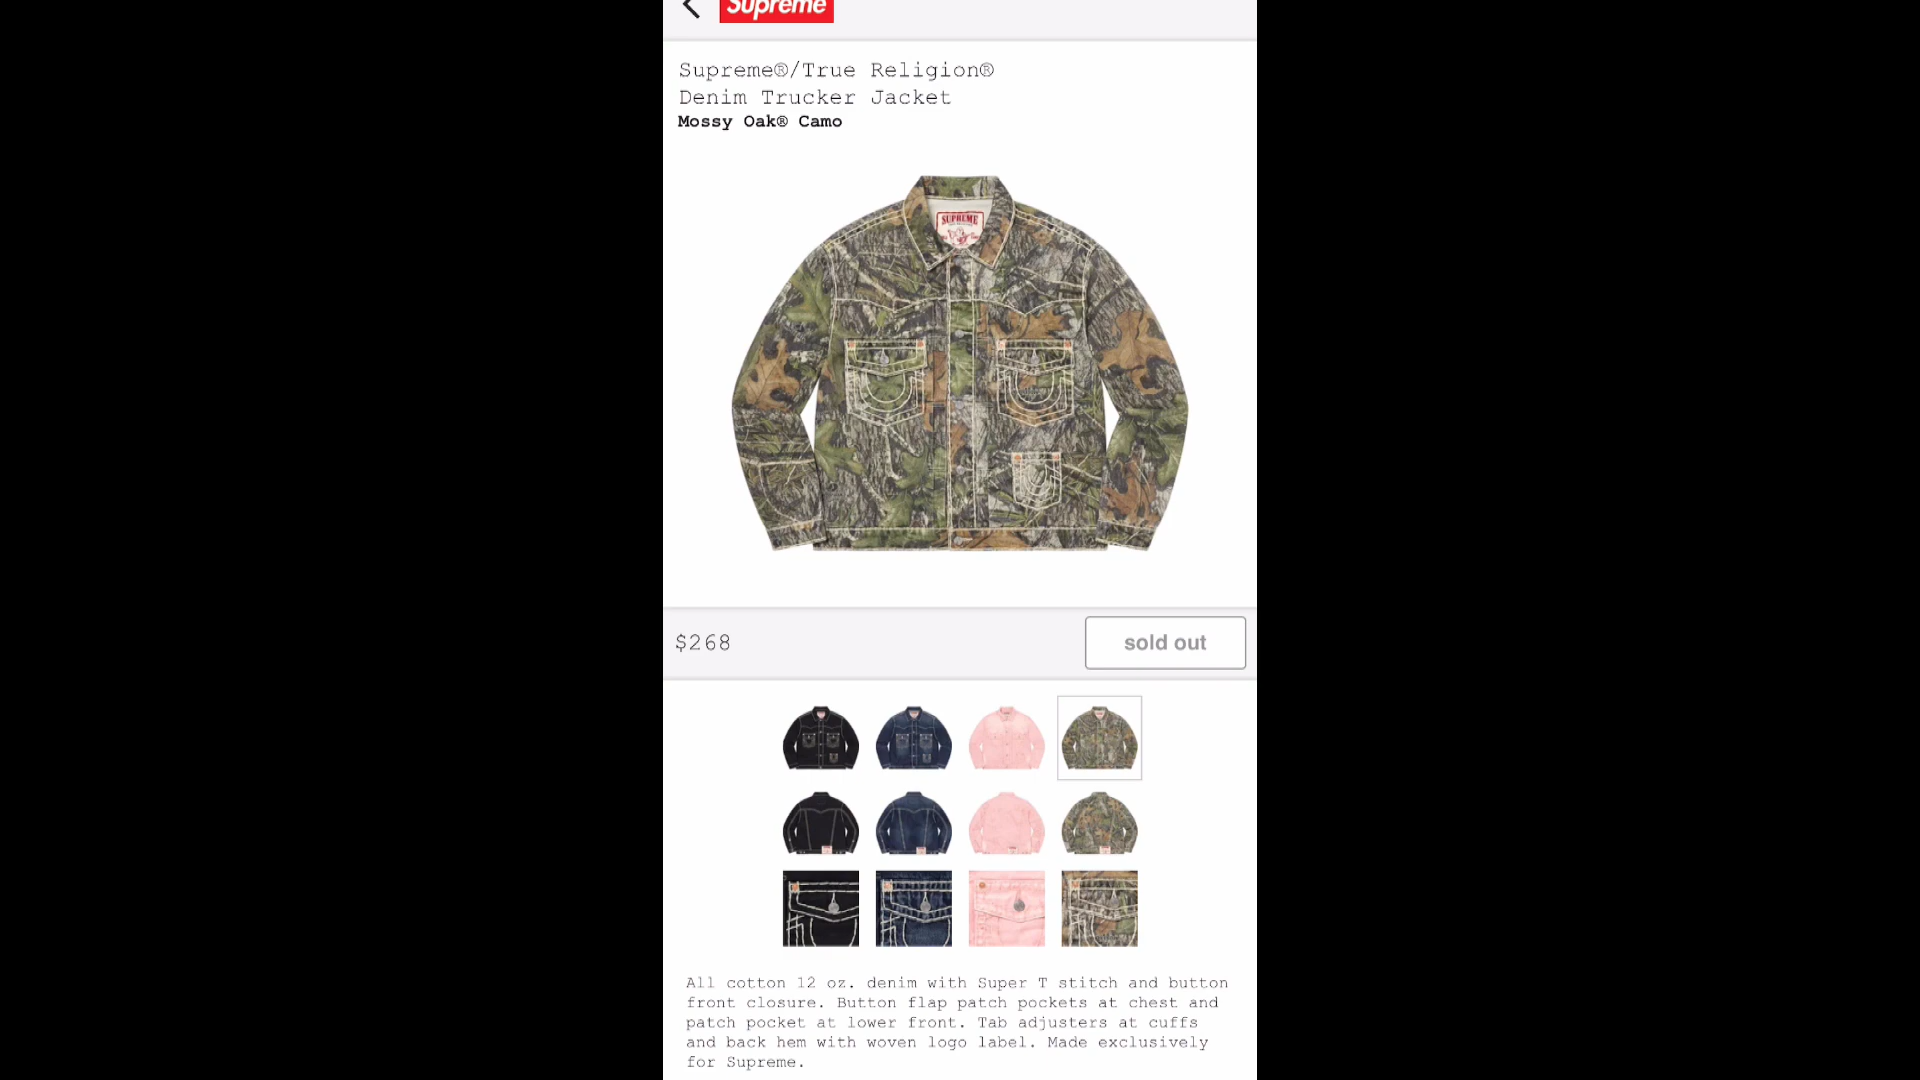 Supreme
Supreme®/True Religion®
Denim Trucker Jacket
Mossy Oak® Camo
SUPREME
$268
sold out
All cotton 12 oz. denim with Super T stitch and button
front closure. Button flap patch pockets at chest and
patch pocket at lower front. Tab adjusters at cuffs
and back hem with woven logo label. Made exclusively
for Supreme.